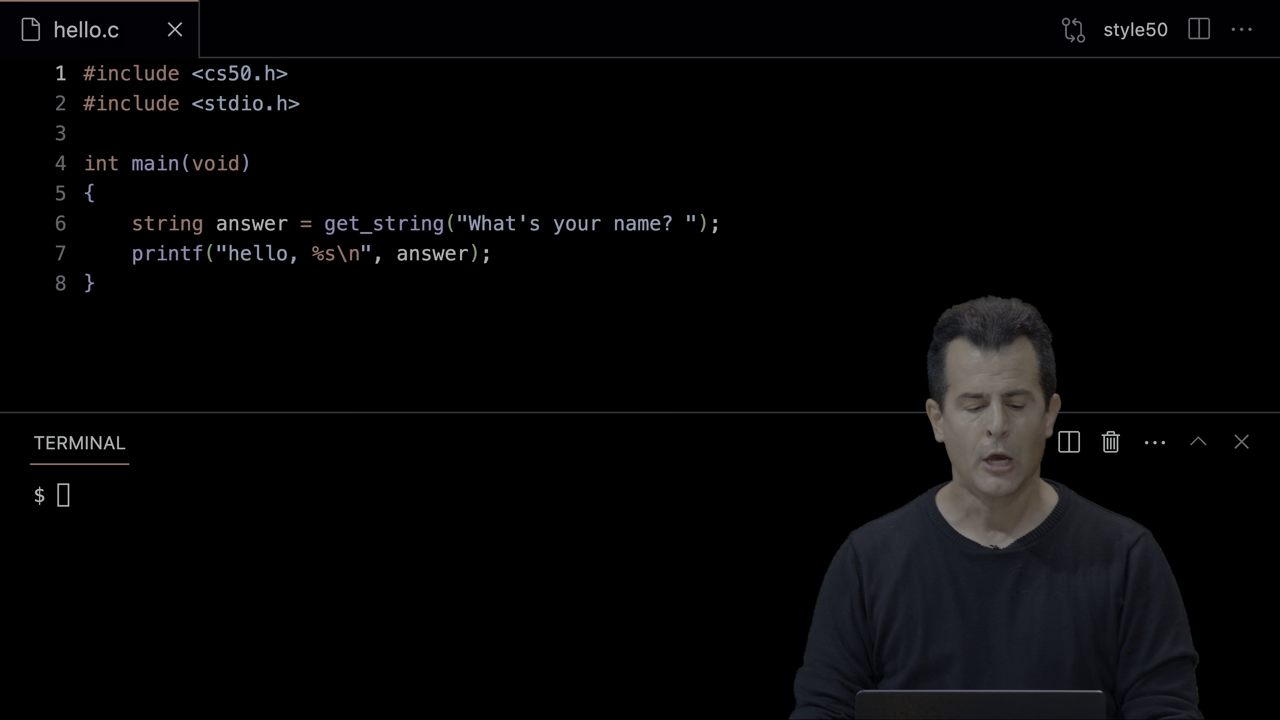 hello.c
style50
1 #include <cs50.h>
2 #include <stdio.h>
3
4 int main(void)
5 {
6     string answer = get_string("What's your name? ");
7     printf("hello, %s\n", answer);
8 }
TERMINAL
$